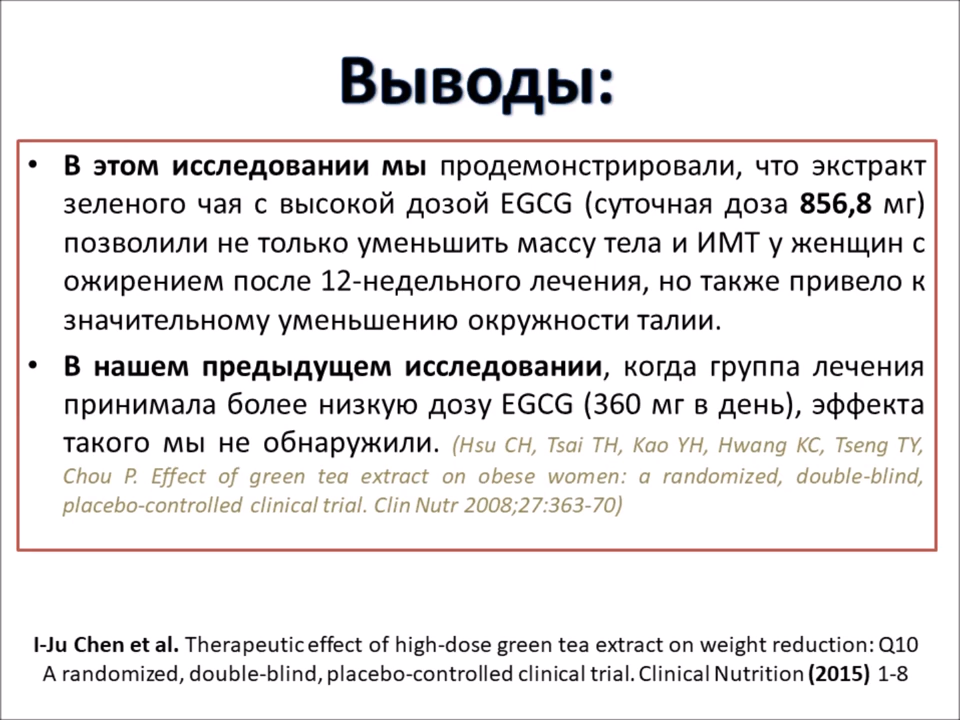 Выводы:
• В этом исследовании мы продемонстрировали, что экстракт
зеленого чая с высокой дозой EGCG (суточная доза 856,8 мг)
позволили не только уменьшить массу тела и ИМТ у женщин с
ожирением после 12-недельного лечения, но также привело к
значительному уменьшению окружности талии.
• В нашем предыдущем исследовании, когда группа лечения
принимала более низкую дозу EGCG (360 мг в день), эффекта
такого мы не обнаружили. (Hsu CH, Tsai TH, Kao YH, Hwang KC, Tseng TY,
Chou P. Effect of green tea extract on obese women: a randomized, double-blind,
placebo-controlled clinical trial. Clin Nutr 2008;27:363-70)
I-Ju Chen et al. Therapeutic effect of high-dose green tea extract on weight reduction: Q10
A randomized, double-blind, placebo-controlled clinical trial. Clinical Nutrition (2015) 1-8